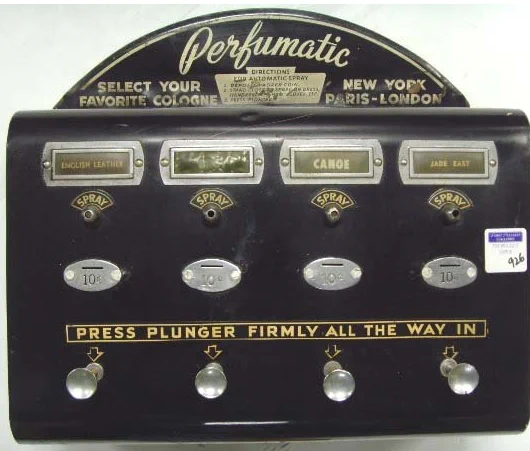 Perfumatic
SELECT YOUR
FAVORITE COLOGNE
DIRECTIONS
FOR AUTOMATIC SPRAY
NEW YORK
PARIS-LONDON
ENGLISH LEATHER
CANOE
JADE EAST
SPRAY
SPRAY
SPRAY
SPRAY
10¢
10¢
10¢
10¢
926
PRESS PLUNGER FIRMLY ALL THE WAY IN